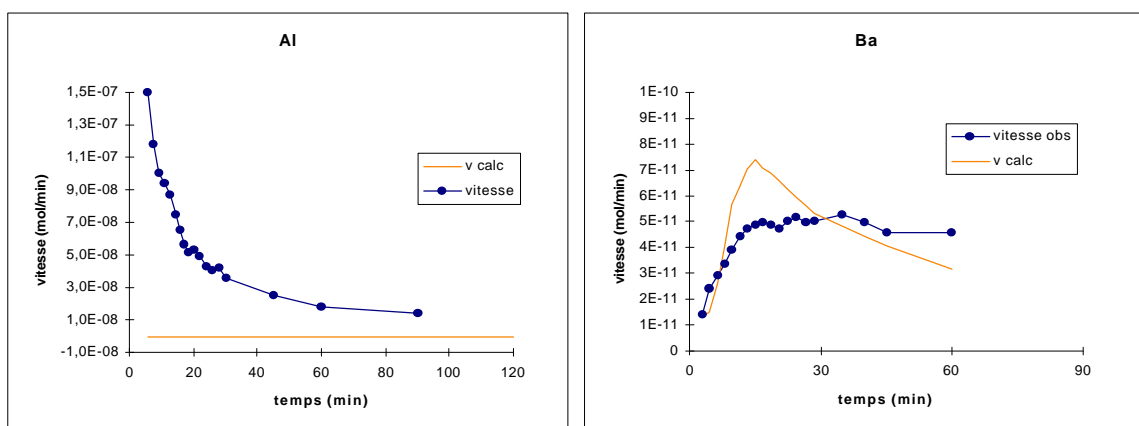 Al
1,5E-07
1,3E-07
1,1E-07
9,0E-08
7,0E-08
5,0E-08
3,0E-08
1,0E-08
-1,0E-08
vitesse (mol/min)
0 20 40 60 80 100 120
temps (min)
v calc
vitesse
Ba
1E-10
9E-11
8E-11
7E-11
6E-11
5E-11
4E-11
3E-11
2E-11
1E-11
0
vitesse (mol/min)
0 30 60 90
temps (min)
vitesse obs
v calc